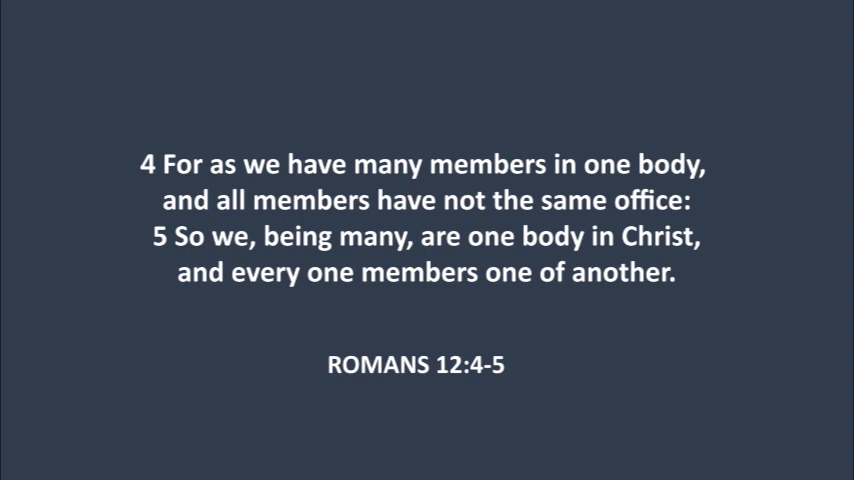 4 For as we have many members in one body,
and all members have not the same office:
5 So we, being many, are one body in Christ,
and every one members one of another.
ROMANS 12:4-5